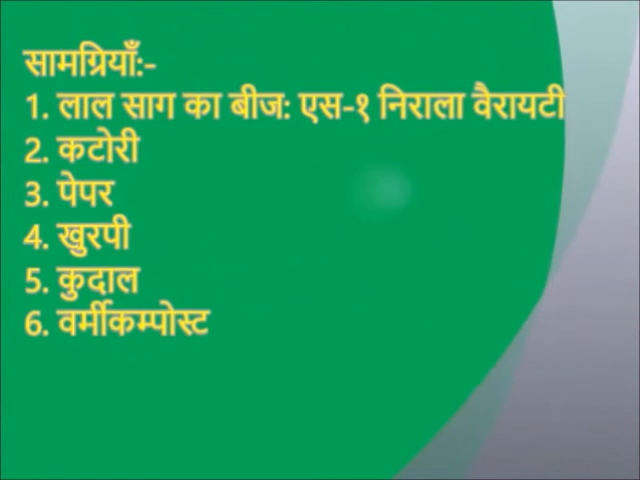 सामग्रियाँ:-
1. लाल साग का बीज: एस-१ निराला वैरायटी
2. कटोरी
3. पेपर
4. खुरपी
5. कुदाल
6. वर्मीकम्पोस्ट